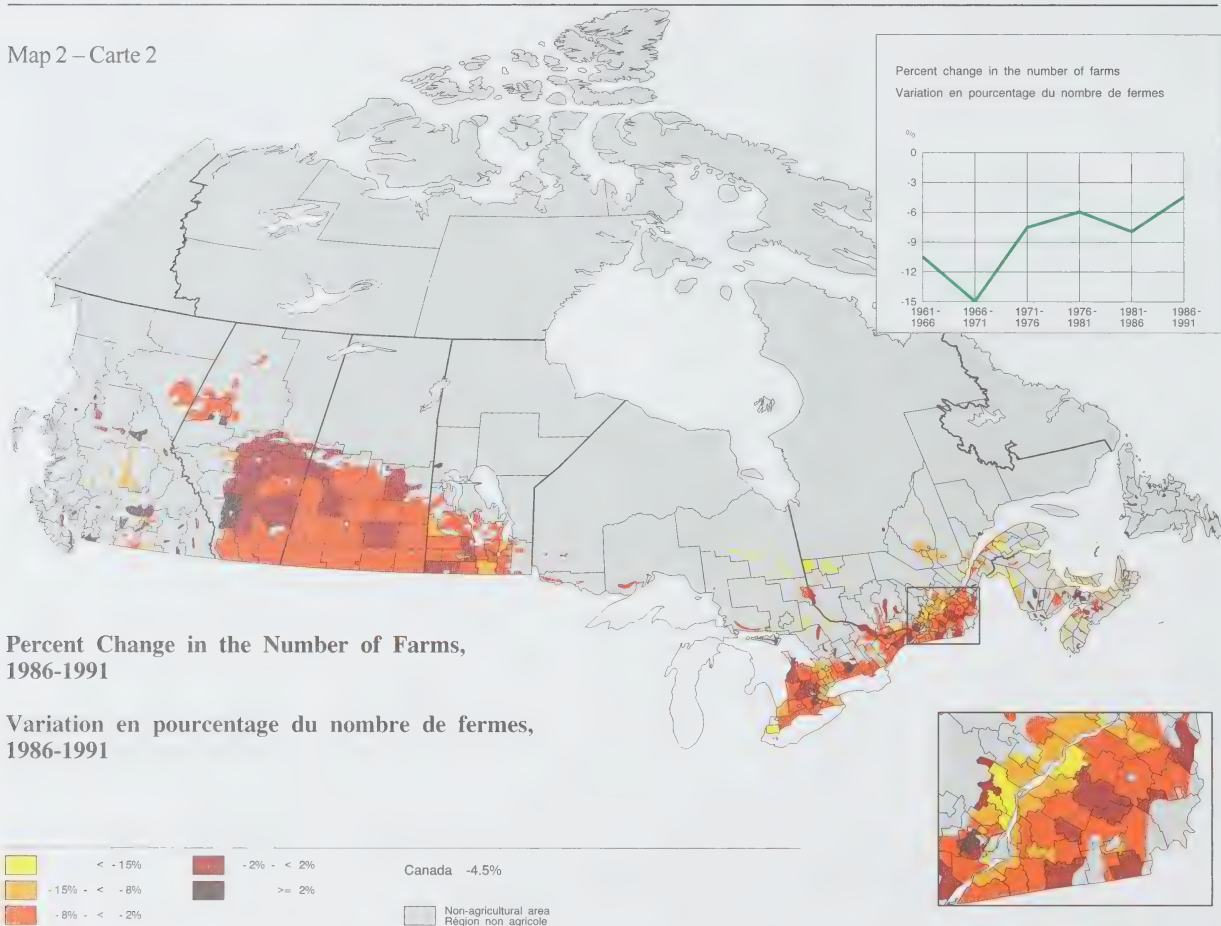 Map 2 – Carte 2
Percent change in the number of farms
Variation en pourcentage du nombre de fermes
%
0
-3
-6
-9
-12
-15
1961- 1966- 1971- 1976- 1981- 1986-
1966 1971 1976 1981 1986 1991
Percent Change in the Number of Farms,
1986-1991
Variation en pourcentage du nombre de fermes,
1986-1991
< -15%
-15% - < -8%
-8% - < -2%
-2% - < 2%
>= 2%
Canada -4.5%
Non-agricultural area
Région non agricole